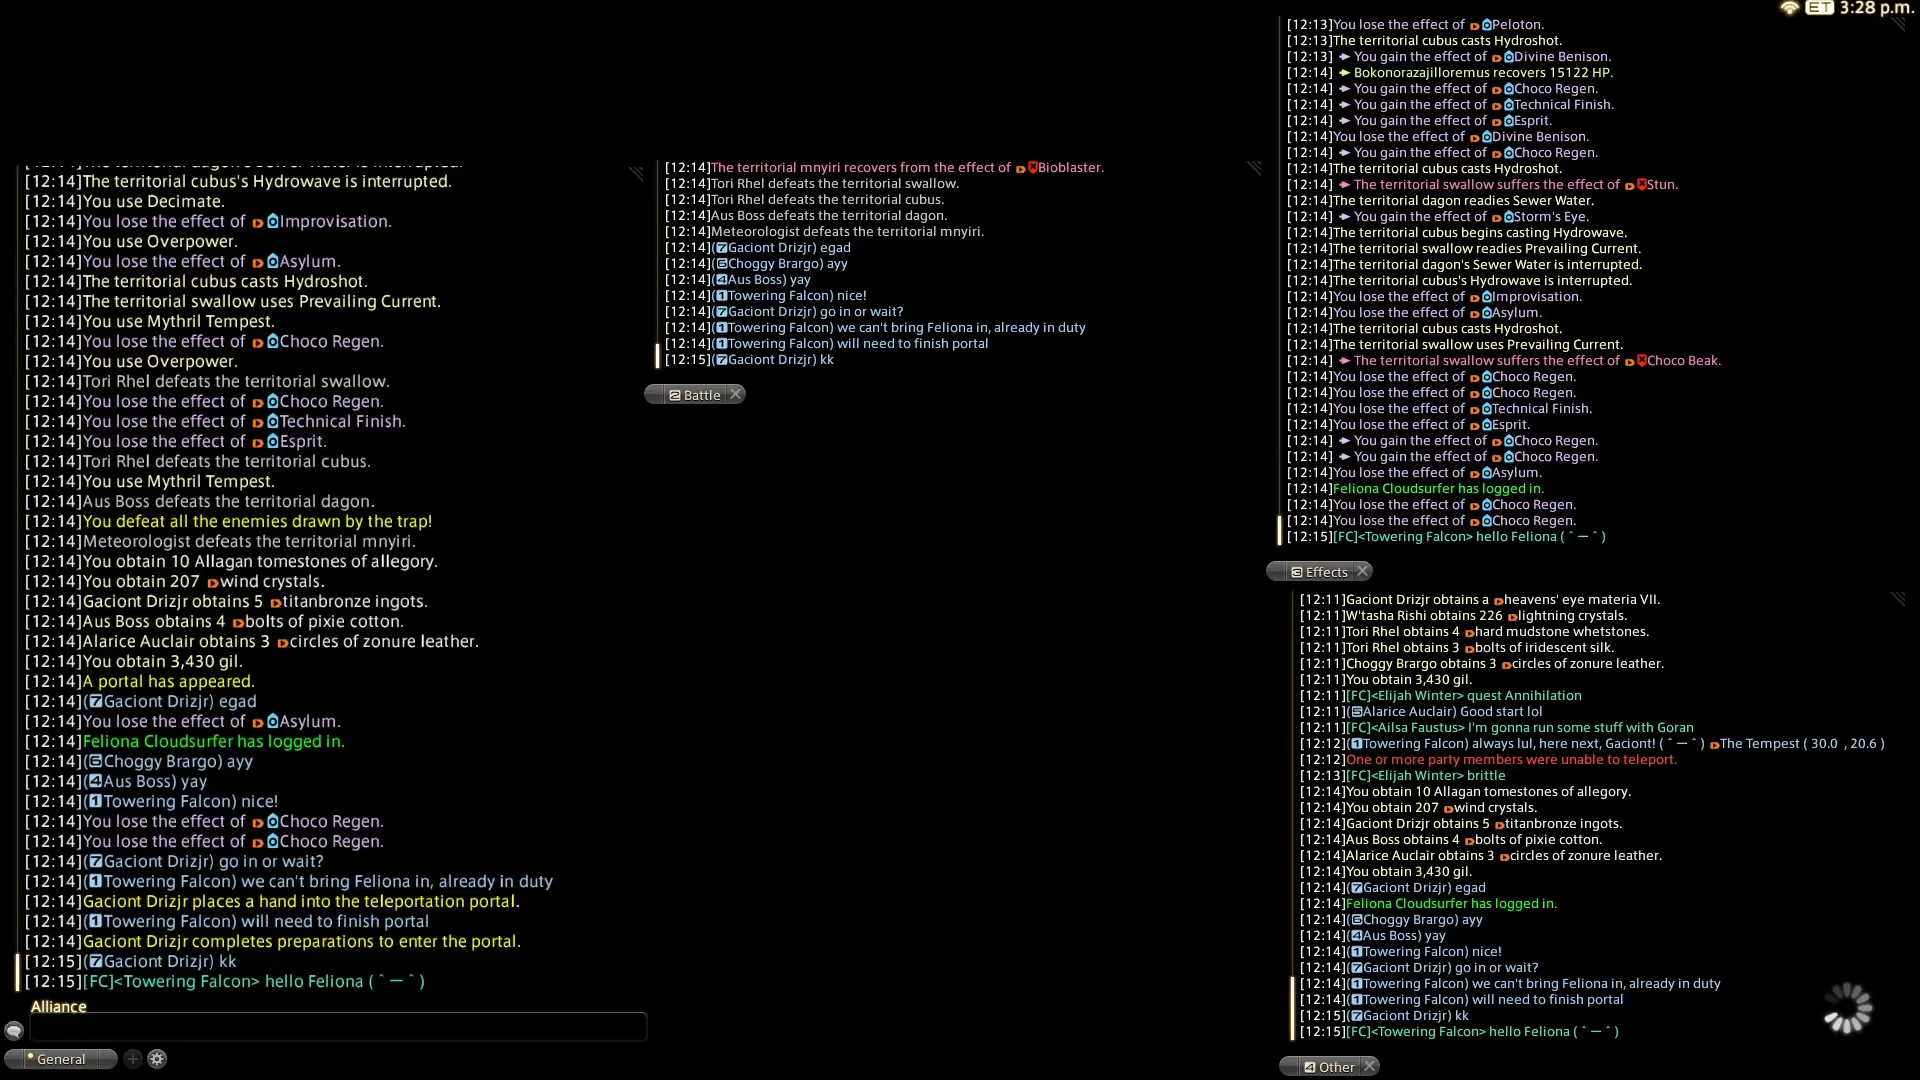 ET 3:28 p.m.
[12:14]The territorial cubus's Hydrowave is interrupted.
[12:14]You use Decimate.
[12:14]You lose the effect of Improvisation.
[12:14]You use Overpower.
[12:14]You lose the effect of Asylum.
[12:14]The territorial cubus casts Hydroshot.
[12:14]The territorial swallow uses Prevailing Current.
[12:14]You use Mythril Tempest.
[12:14]You lose the effect of Choco Regen.
[12:14]You use Overpower.
[12:14]Tori Rhel defeats the territorial swallow.
[12:14]You lose the effect of Choco Regen.
[12:14]You lose the effect of Technical Finish.
[12:14]You lose the effect of Esprit.
[12:14]Tori Rhel defeats the territorial cubus.
[12:14]You use Mythril Tempest.
[12:14]Aus Boss defeats the territorial dagon.
[12:14]You defeat all the enemies drawn by the trap!
[12:14]Meteorologist defeats the territorial mnyiri.
[12:14]You obtain 10 Allagan tomestones of allegory.
[12:14]You obtain 207 wind crystals.
[12:14]Gaciont Drizjr obtains 5 titanbronze ingots.
[12:14]Aus Boss obtains 4 bolts of pixie cotton.
[12:14]Alarice Auclair obtains 3 circles of zonure leather.
[12:14]You obtain 3,430 gil.
[12:14]A portal has appeared.
[12:14](7Gaciont Drizjr) egad
[12:14]You lose the effect of Asylum.
[12:14]Feliona Cloudsurfer has logged in.
[12:14](6Choggy Brargo) ayy
[12:14](4Aus Boss) yay
[12:14](1Towering Falcon) nice!
[12:14]You lose the effect of Choco Regen.
[12:14]You lose the effect of Choco Regen.
[12:14](7Gaciont Drizjr) go in or wait?
[12:14](1Towering Falcon) we can't bring Feliona in, already in duty
[12:14]Gaciont Drizjr places a hand into the teleportation portal.
[12:14](1Towering Falcon) will need to finish portal
[12:14]Gaciont Drizjr completes preparations to enter the portal.
[12:15](7Gaciont Drizjr) kk
[12:15][FC]<Towering Falcon> hello Feliona ( ＾－＾)
Alliance
General
[12:14]The territorial mnyiri recovers from the effect of Bioblaster.
[12:14]Tori Rhel defeats the territorial swallow.
[12:14]Tori Rhel defeats the territorial cubus.
[12:14]Aus Boss defeats the territorial dagon.
[12:14]Meteorologist defeats the territorial mnyiri.
[12:14](7Gaciont Drizjr) egad
[12:14](6Choggy Brargo) ayy
[12:14](4Aus Boss) yay
[12:14](1Towering Falcon) nice!
[12:14](7Gaciont Drizjr) go in or wait?
[12:14](1Towering Falcon) we can't bring Feliona in, already in duty
[12:14](1Towering Falcon) will need to finish portal
[12:15](7Gaciont Drizjr) kk
2 Battle
[12:13]You lose the effect of Peloton.
[12:13]The territorial cubus casts Hydroshot.
[12:13] You gain the effect of Divine Benison.
[12:14] Bokonorazajilloremus recovers 15122 HP.
[12:14] You gain the effect of Choco Regen.
[12:14] You gain the effect of Technical Finish.
[12:14] You gain the effect of Esprit.
[12:14]You lose the effect of Divine Benison.
[12:14] You gain the effect of Choco Regen.
[12:14]The territorial cubus casts Hydroshot.
[12:14] The territorial swallow suffers the effect of Stun.
[12:14]The territorial dagon readies Sewer Water.
[12:14] You gain the effect of Storm's Eye.
[12:14]The territorial cubus begins casting Hydrowave.
[12:14]The territorial swallow readies Prevailing Current.
[12:14]The territorial dagon's Sewer Water is interrupted.
[12:14]The territorial cubus's Hydrowave is interrupted.
[12:14]You lose the effect of Improvisation.
[12:14]You lose the effect of Asylum.
[12:14]The territorial cubus casts Hydroshot.
[12:14]The territorial swallow uses Prevailing Current.
[12:14] The territorial swallow suffers the effect of Choco Beak.
[12:14]You lose the effect of Choco Regen.
[12:14]You lose the effect of Choco Regen.
[12:14]You lose the effect of Technical Finish.
[12:14]You lose the effect of Esprit.
[12:14] You gain the effect of Choco Regen.
[12:14] You gain the effect of Choco Regen.
[12:14]You lose the effect of Asylum.
[12:14]Feliona Cloudsurfer has logged in.
[12:14]You lose the effect of Choco Regen.
[12:14]You lose the effect of Choco Regen.
[12:15][FC]<Towering Falcon> hello Feliona ( ＾－＾)
3 Effects
[12:11]Gaciont Drizjr obtains a heavens' eye materia VII.
[12:11]W'tasha Rishi obtains 226 lightning crystals.
[12:11]Tori Rhel obtains 4 hard mudstone whetstones.
[12:11]Tori Rhel obtains 3 bolts of iridescent silk.
[12:11]Choggy Brargo obtains 3 circles of zonure leather.
[12:11]You obtain 3,430 gil.
[12:11][FC]<Elijah Winter> quest Annihilation
[12:11](5Alarice Auclair) Good start lol
[12:11][FC]<Ailsa Faustus> I'm gonna run some stuff with Goran
[12:12](1Towering Falcon) always lul, here next, Gaciont! ( ＾－＾) The Tempest ( 30.0 , 20.6 )
[12:12]One or more party members were unable to teleport.
[12:13][FC]<Elijah Winter> brittle
[12:14]You obtain 10 Allagan tomestones of allegory.
[12:14]You obtain 207 wind crystals.
[12:14]Gaciont Drizjr obtains 5 titanbronze ingots.
[12:14]Aus Boss obtains 4 bolts of pixie cotton.
[12:14]Alarice Auclair obtains 3 circles of zonure leather.
[12:14]You obtain 3,430 gil.
[12:14](7Gaciont Drizjr) egad
[12:14]Feliona Cloudsurfer has logged in.
[12:14](6Choggy Brargo) ayy
[12:14](4Aus Boss) yay
[12:14](1Towering Falcon) nice!
[12:14](7Gaciont Drizjr) go in or wait?
[12:14](1Towering Falcon) we can't bring Feliona in, already in duty
[12:14](1Towering Falcon) will need to finish portal
[12:15](7Gaciont Drizjr) kk
[12:15][FC]<Towering Falcon> hello Feliona ( ＾－＾)
4 Other